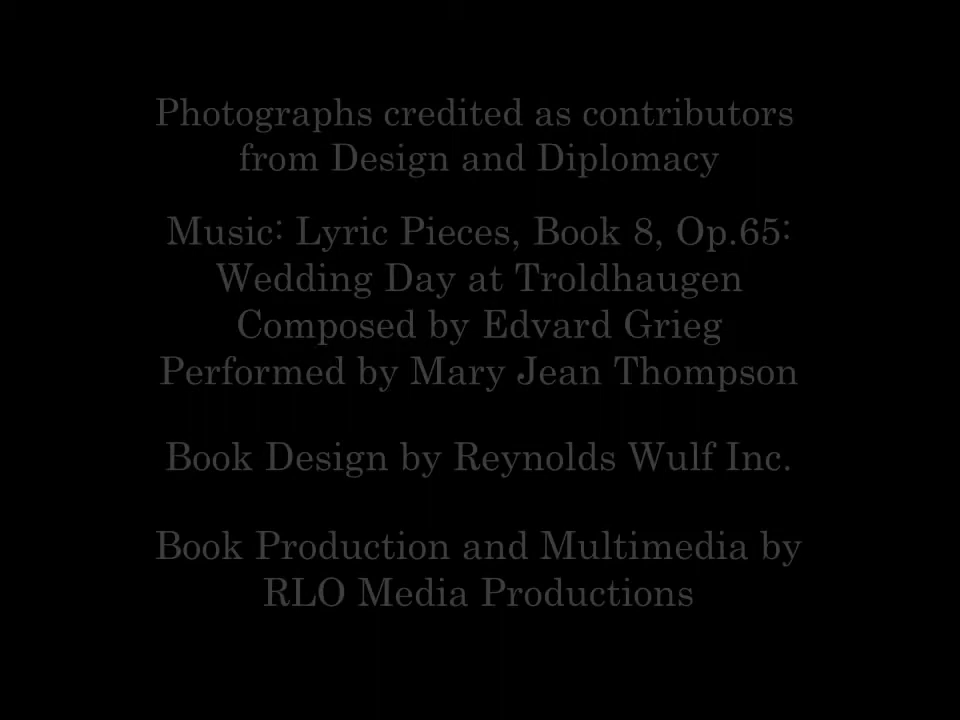 Photographs credited as contributors
from Design and Diplomacy
Music: Lyric Pieces, Book 8, Op.65:
Wedding Day at Troldhaugen
Composed by Edvard Grieg
Performed by Mary Jean Thompson
Book Design by Reynolds Wulf Inc.
Book Production and Multimedia by
RLO Media Productions